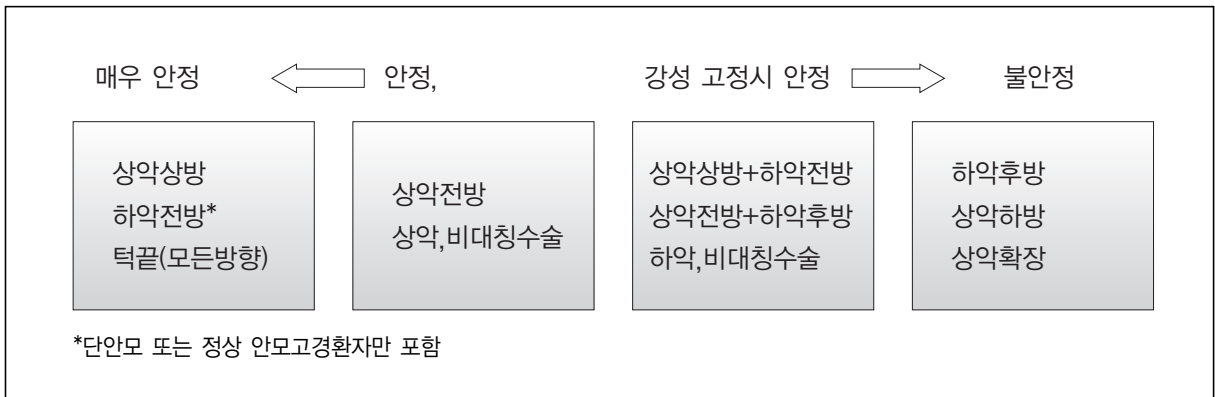 매우 안정
안정,
강성 고정시 안정
불안정
상악상방
하악전방*
턱끝(모든방향)
상악전방
상악,비대칭수술
상악상방+하악전방
상악전방+하악후방
하악,비대칭수술
하악후방
상악하방
상악확장
*단안모 또는 정상 안모고경환자만 포함